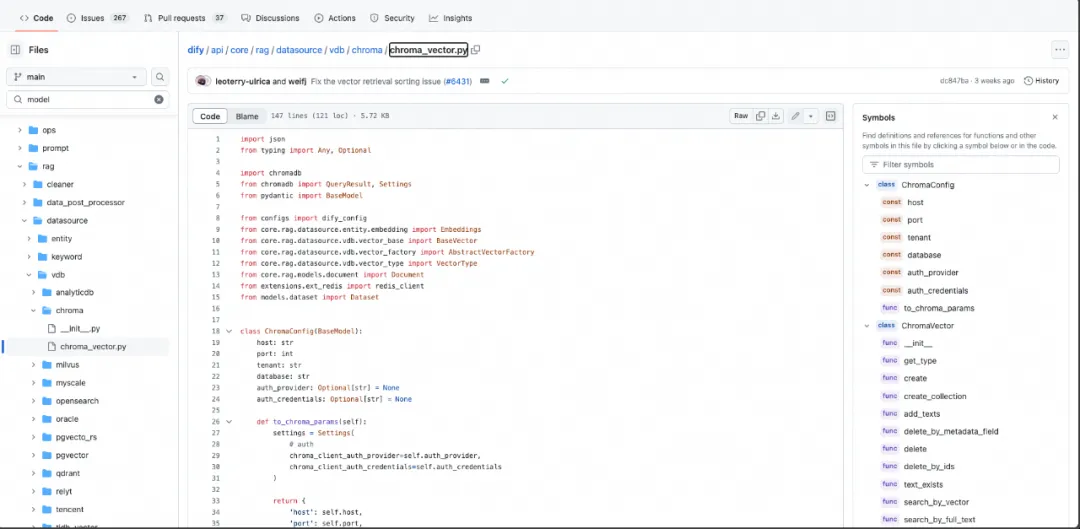 Code Issues 267 Pull requests 37 Discussions Actions Security Insights
Files
main
model
ops
prompt
rag
cleaner
data_post_processor
datasource
entity
keyword
vdb
analyticdb
chroma
__init__.py
chroma_vector.py
milvus
myscale
opensearch
oracle
pgvecto_rs
pgvector
qdrant
relyt
tencent
tidb_vector
dify / api / core / rag / datasource / vdb / chroma / chroma_vector.py
leoterry-ulrica and weifj Fix the vector retrieval sorting issue (#6431)
dc847ba · 3 weeks ago History
Code Blame 147 lines (121 loc) · 5.72 KB
Raw
1 import json
2 from typing import Any, Optional
3
4 import chromadb
5 from chromadb import QueryResult, Settings
6 from pydantic import BaseModel
7
8 from configs import dify_config
9 from core.rag.datasource.entity.embedding import Embeddings
10 from core.rag.datasource.vdb.vector_base import BaseVector
11 from core.rag.datasource.vdb.vector_factory import AbstractVectorFactory
12 from core.rag.datasource.vdb.vector_type import VectorType
13 from core.rag.models.document import Document
14 from extensions.ext_redis import redis_client
15 from models.dataset import Dataset
16
17
18 class ChromaConfig(BaseModel):
19 host: str
20 port: int
21 tenant: str
22 database: str
23 auth_provider: Optional[str] = None
24 auth_credentials: Optional[str] = None
25
26 def to_chroma_params(self):
27 settings = Settings(
28 # auth
29 chroma_client_auth_provider=self.auth_provider,
30 chroma_client_auth_credentials=self.auth_credentials
31 )
32
33 return {
34 'host': self.host,
35 'port': self.port,
Symbols
Find definitions and references for functions and other
symbols in this file by clicking a symbol below or in the code.
Filter symbols
class ChromaConfig
const host
const port
const tenant
const database
const auth_provider
const auth_credentials
func to_chroma_params
class ChromaVector
func __init__
func get_type
func create
func create_collection
func add_texts
func delete_by_metadata_field
func delete
func delete_by_ids
func text_exists
func search_by_vector
func search_by_full_text